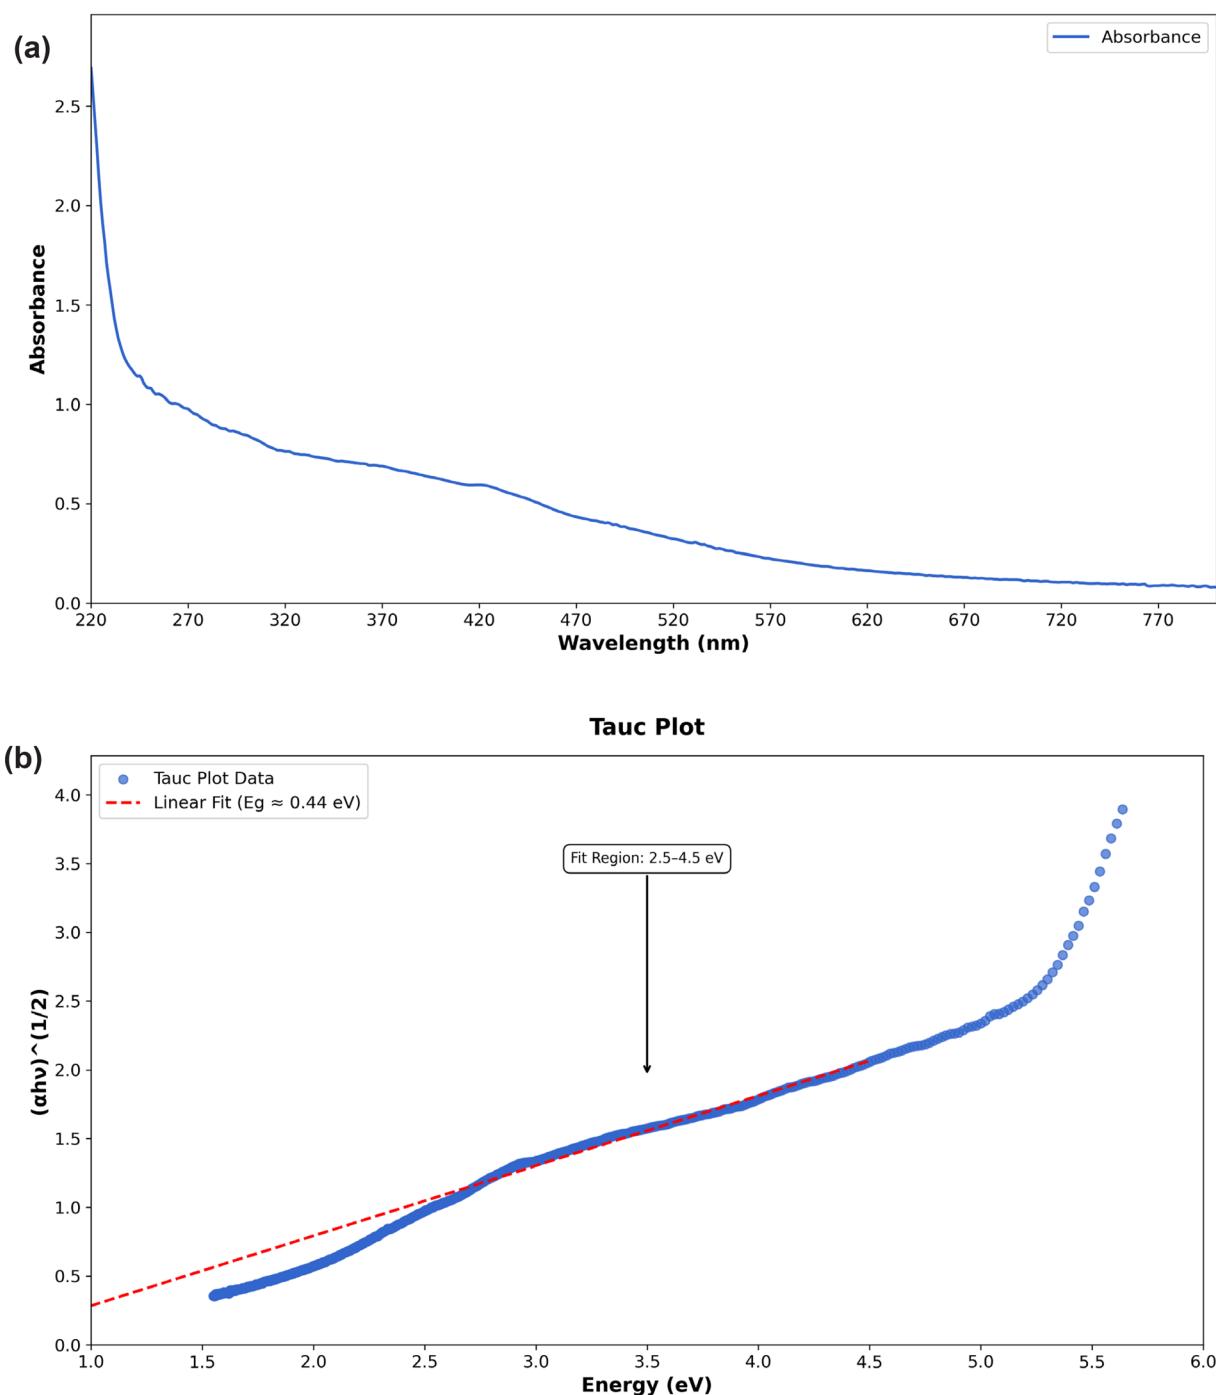 (a)
Absorbance
2.5
2.0
1.5
1.0
0.5
0.0
Absorbance
220 270 320 370 420 470 520 570 620 670 720 770
Wavelength (nm)
Tauc Plot
(b)
Tauc Plot Data
Linear Fit (Eg ≈ 0.44 eV)
Fit Region: 2.5–4.5 eV
4.0
3.5
3.0
2.5
2.0
1.5
1.0
0.5
0.0
(αhν)^(1/2)
1.0 1.5 2.0 2.5 3.0 3.5 4.0 4.5 5.0 5.5 6.0
Energy (eV)